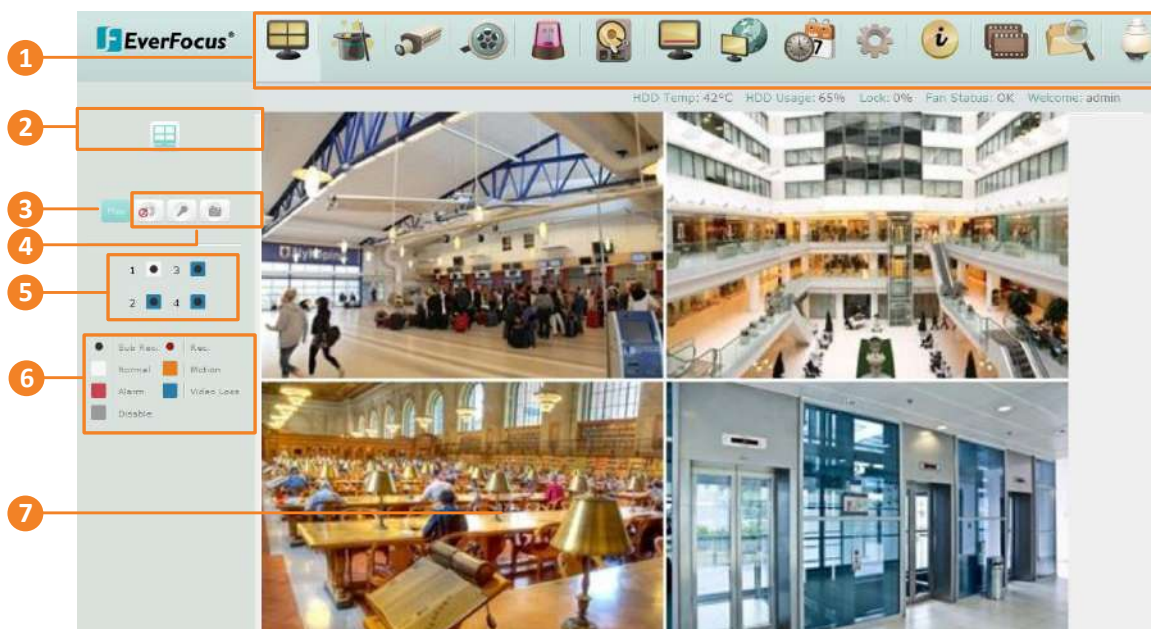 EverFocus®
7
i
HDD Temp: 42°C HDD Usage: 65% Lock: 0% Fan Status: OK Welcome: admin
1
2
3
4
1 3
2 4
5
Sub Rec. Rec.
Normal Motion
Alarm Video Loss
Disable
6
7